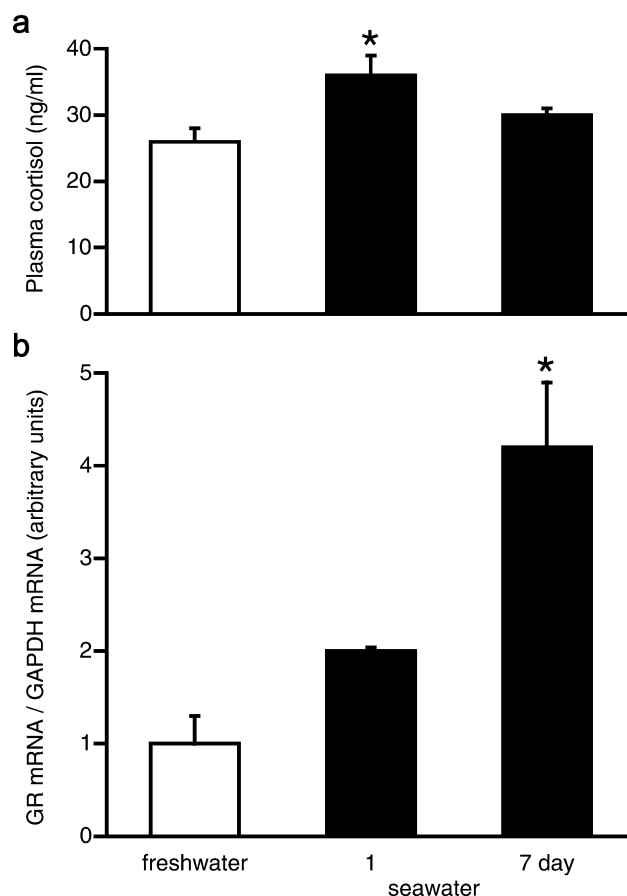 a
*
Plasma cortisol (ng/ml)
40
30
20
10
0
b
*
GR mRNA / GAPDH mRNA (arbitrary units)
5
4
3
2
1
0
freshwater 1 7 day
seawater